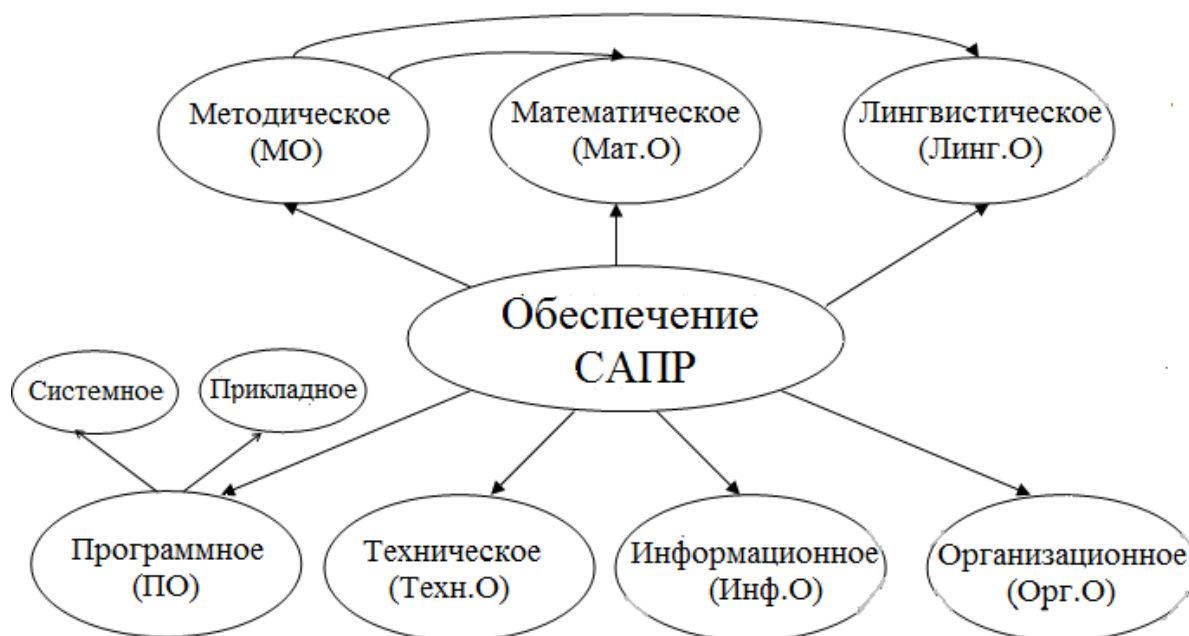 Методическое
(МО)
Математическое
(Мат.О)
Лингвистическое
(Линг.О)
Обеспечение
САПР
Системное
Прикладное
Программное
(ПО)
Техническое
(Техн.О)
Информационное
(Инф.О)
Организационное
(Орг.О)